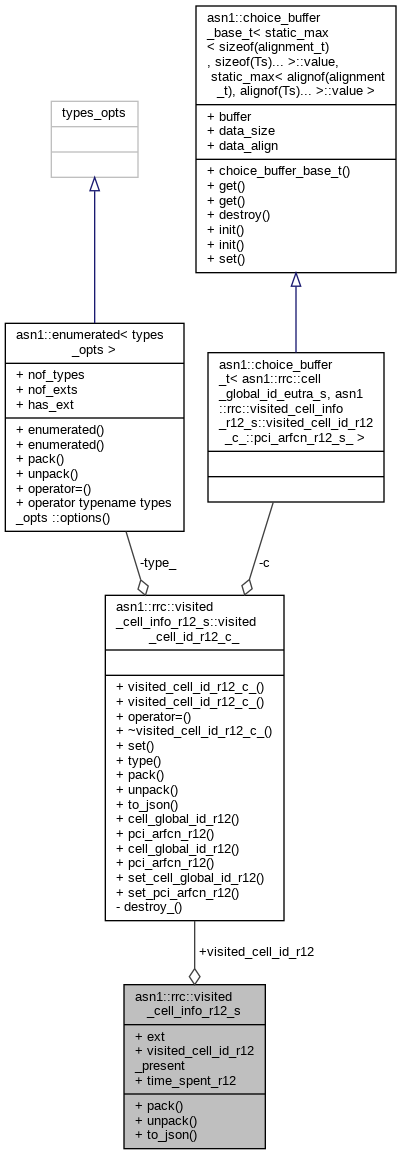 asn1::choice_buffer
_base_t< static_max
< sizeof(alignment_t)
, sizeof(Ts)... >::value,
static_max< alignof(alignment
_t), alignof(Ts)... >::value >
+ buffer
+ data_size
+ data_align
+ choice_buffer_base_t()
+ get()
+ get()
+ destroy()
+ init()
+ init()
+ set()
types_opts
asn1::enumerated< types
_opts >
+ nof_types
+ nof_exts
+ has_ext
+ enumerated()
+ enumerated()
+ pack()
+ unpack()
+ operator=()
+ operator typename types
_opts ::options()
asn1::choice_buffer
_t< asn1::rrc::cell
_global_id_eutra_s, asn1
::rrc::visited_cell_info
_r12_s::visited_cell_id_r12
_c_::pci_arfcn_r12_s_ >
-type_
-c
asn1::rrc::visited
_cell_info_r12_s::visited
_cell_id_r12_c_
+ visited_cell_id_r12_c_()
+ visited_cell_id_r12_c_()
+ operator=()
+ ~visited_cell_id_r12_c_()
+ set()
+ type()
+ pack()
+ unpack()
+ to_json()
+ cell_global_id_r12()
+ pci_arfcn_r12()
+ cell_global_id_r12()
+ pci_arfcn_r12()
+ set_cell_global_id_r12()
+ set_pci_arfcn_r12()
- destroy_()
+visited_cell_id_r12
asn1::rrc::visited
_cell_info_r12_s
+ ext
+ visited_cell_id_r12
_present
+ time_spent_r12
+ pack()
+ unpack()
+ to_json()